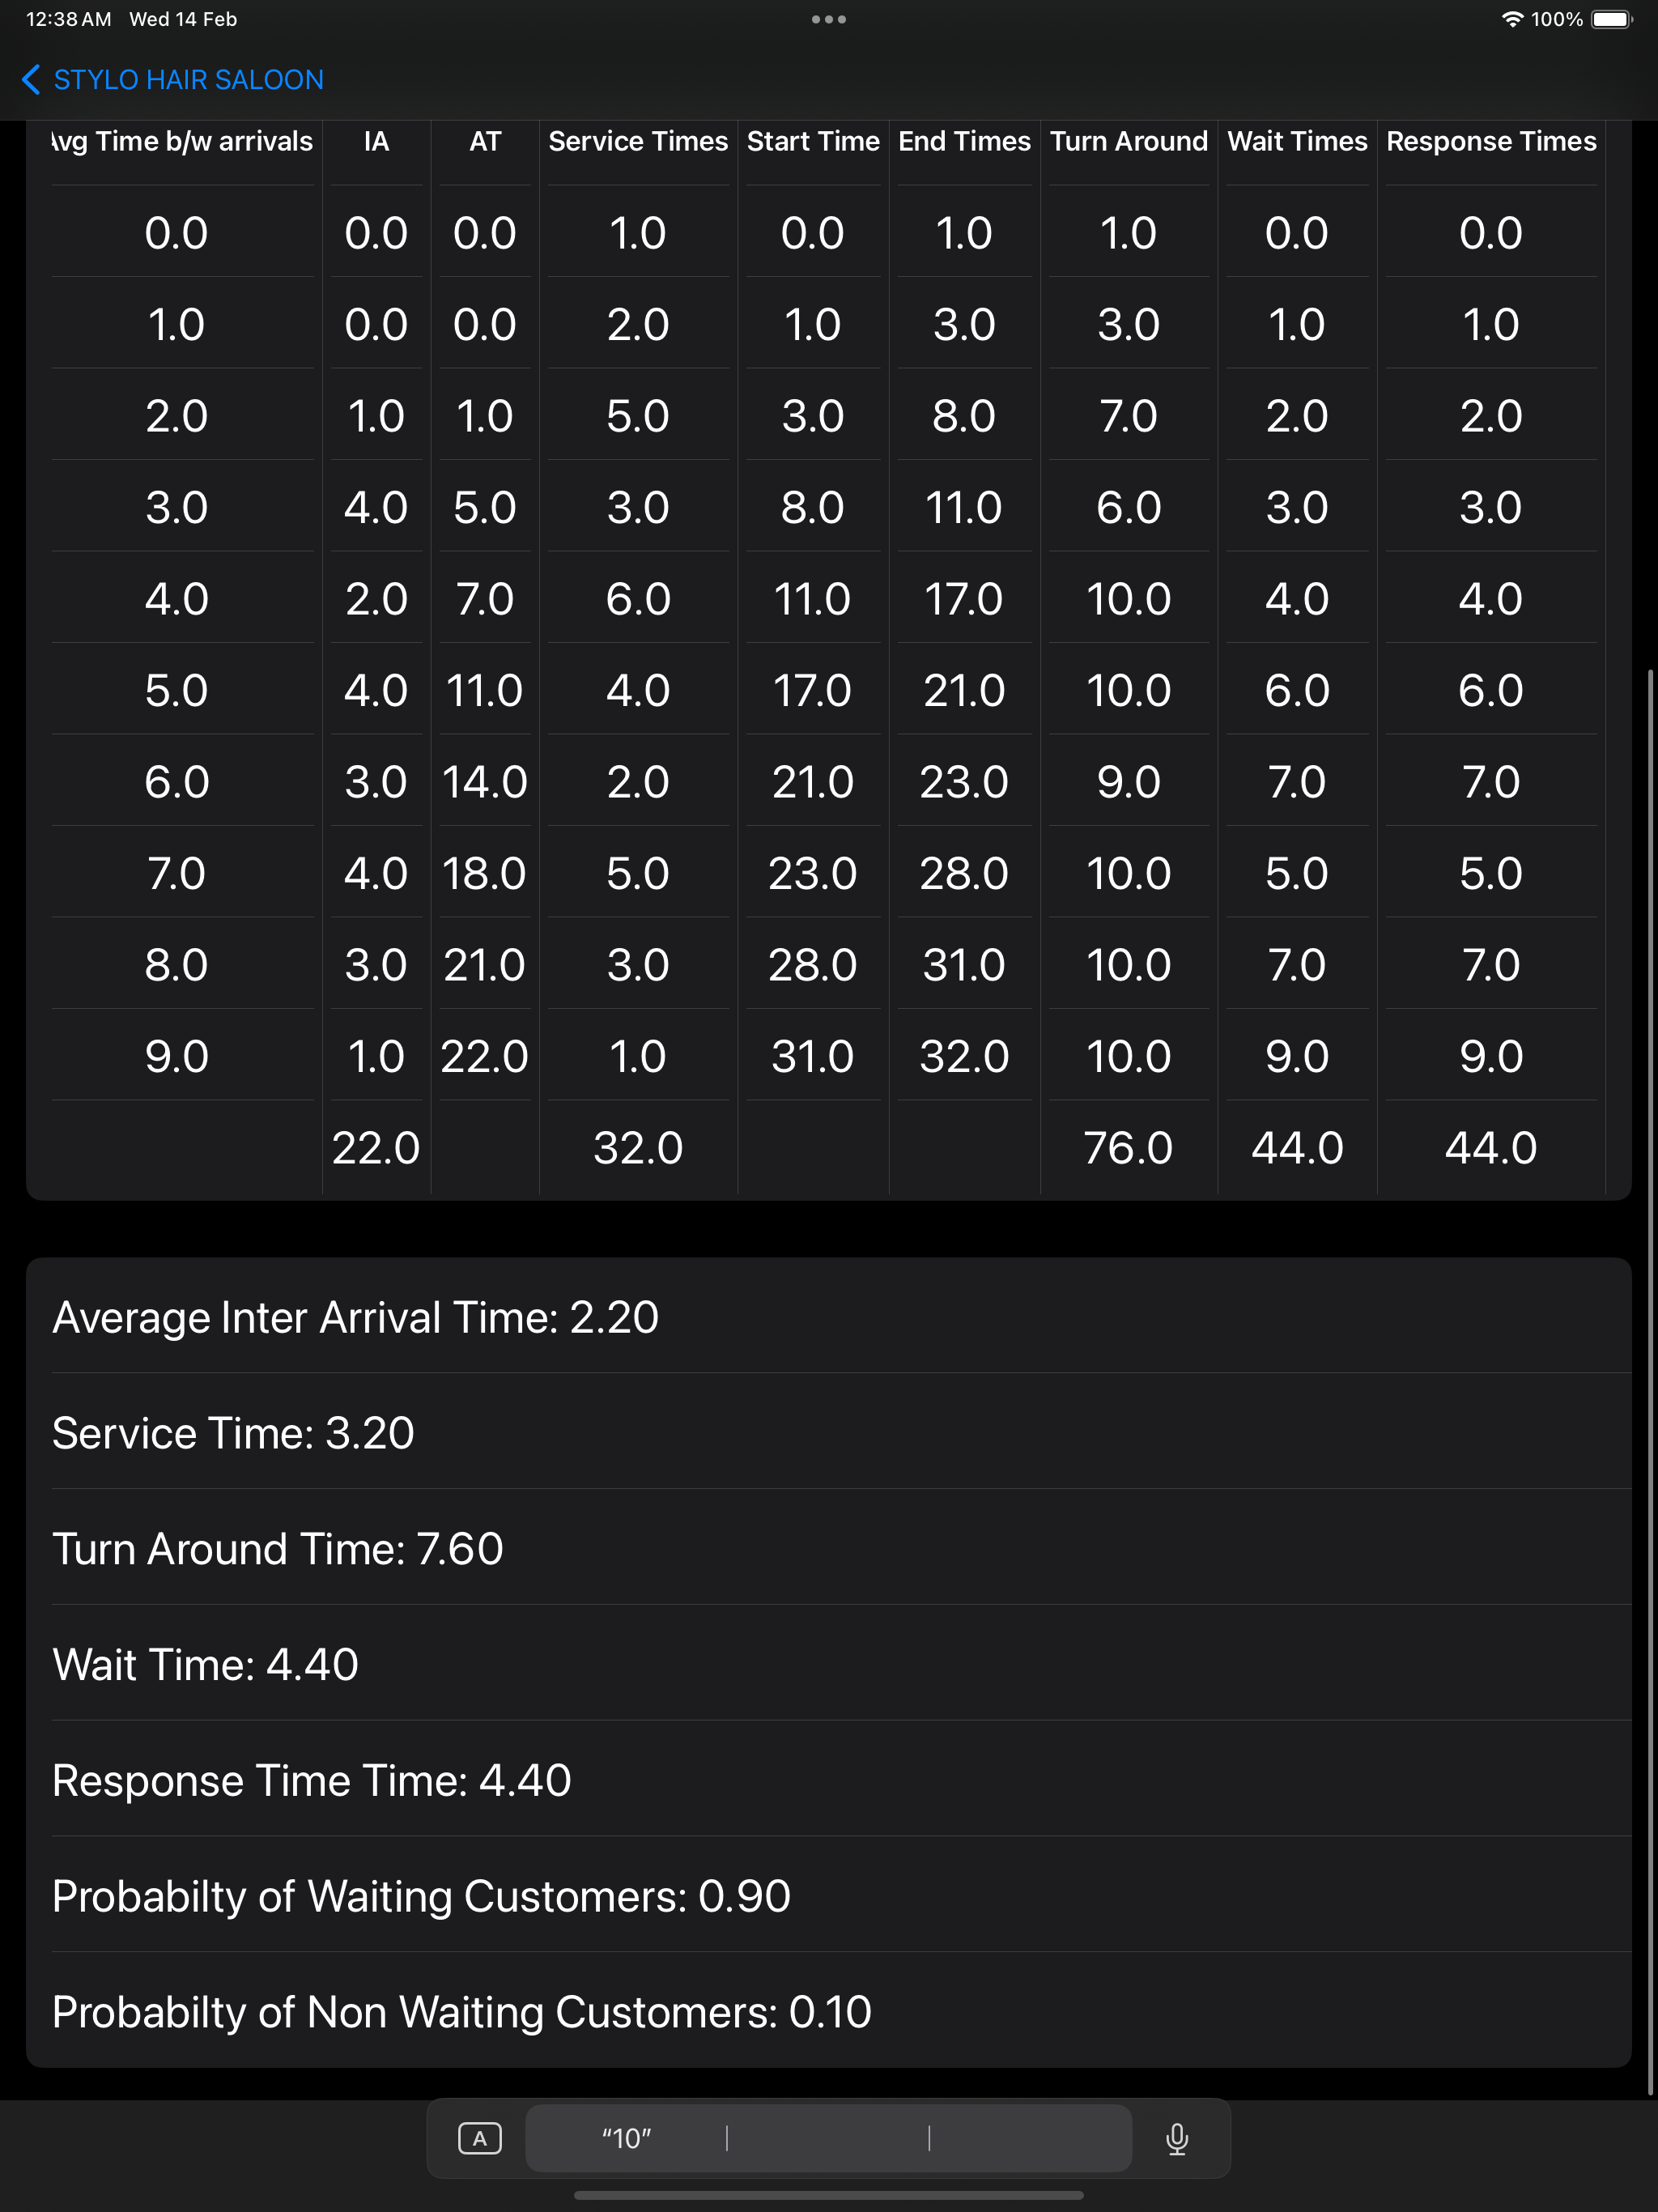 12:38 AM Wed 14 Feb 100%
STYLO HAIR SALOON
Avg Time b/w arrivals IA AT Service Times Start Time End Times Turn Around Wait Times Response Times
0.0 0.0 0.0 1.0 0.0 1.0 1.0 0.0 0.0
1.0 0.0 0.0 2.0 1.0 3.0 3.0 1.0 1.0
2.0 1.0 1.0 5.0 3.0 8.0 7.0 2.0 2.0
3.0 4.0 5.0 3.0 8.0 11.0 6.0 3.0 3.0
4.0 2.0 7.0 6.0 11.0 17.0 10.0 4.0 4.0
5.0 4.0 11.0 4.0 17.0 21.0 10.0 6.0 6.0
6.0 3.0 14.0 2.0 21.0 23.0 9.0 7.0 7.0
7.0 4.0 18.0 5.0 23.0 28.0 10.0 5.0 5.0
8.0 3.0 21.0 3.0 28.0 31.0 10.0 7.0 7.0
9.0 1.0 22.0 1.0 31.0 32.0 10.0 9.0 9.0
22.0 32.0 76.0 44.0 44.0
Average Inter Arrival Time: 2.20
Service Time: 3.20
Turn Around Time: 7.60
Wait Time: 4.40
Response Time Time: 4.40
Probabilty of Waiting Customers: 0.90
Probabilty of Non Waiting Customers: 0.10
A “10”